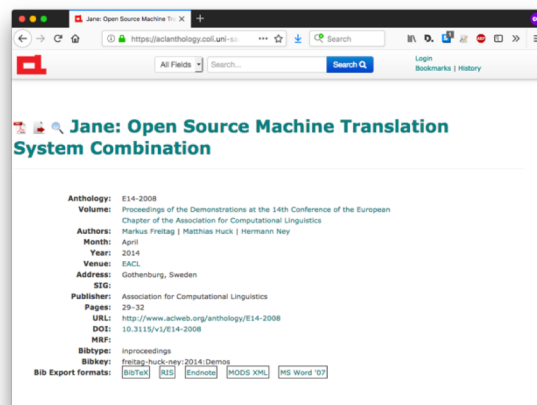 Jane: Open Source Machine Tra
https://aclanthology.coli.uni-sa
Search
All Fields
Search...
Search
Login
Bookmarks | History
Jane: Open Source Machine Translation
System Combination
Anthology: E14-2008
Volume: Proceedings of the Demonstrations at the 14th Conference of the European
Chapter of the Association for Computational Linguistics
Authors: Markus Freitag | Matthias Huck | Hermann Ney
Month: April
Year: 2014
Venue: EACL
Address: Gothenburg, Sweden
SIG:
Publisher: Association for Computational Linguistics
Pages: 29–32
URL: http://www.aclweb.org/anthology/E14-2008
DOI: 10.3115/v1/E14-2008
MRF:
Bibtype: inproceedings
Bibkey: freitag-huck-ney:2014:Demos
Bib Export formats: BibTeX RIS Endnote MODS XML MS Word '07